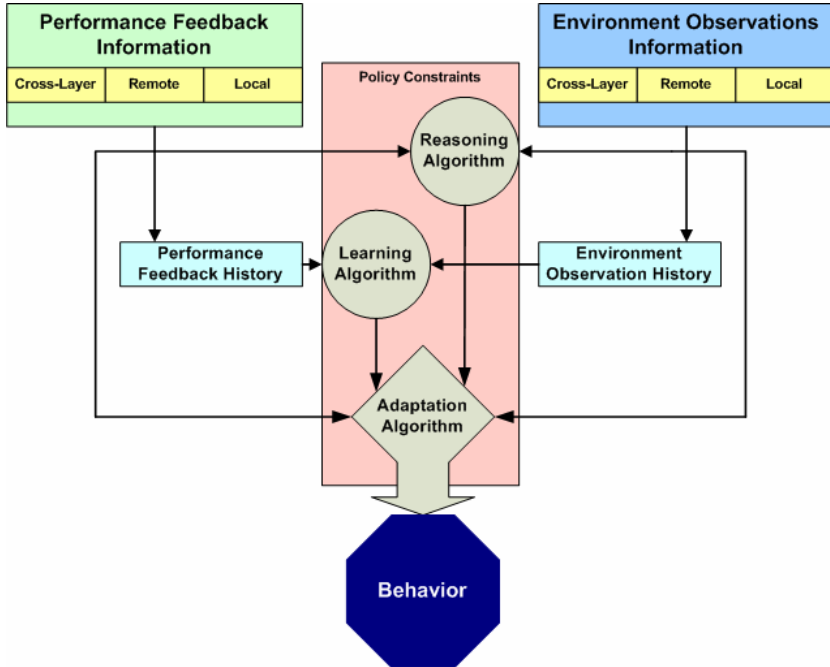 Performance Feedback
Information
Cross-Layer
Remote
Local
Environment Observations
Information
Cross-Layer
Remote
Local
Policy Constraints
Reasoning
Algorithm
Performance
Feedback History
Learning
Algorithm
Environment
Observation History
Adaptation
Algorithm
Behavior